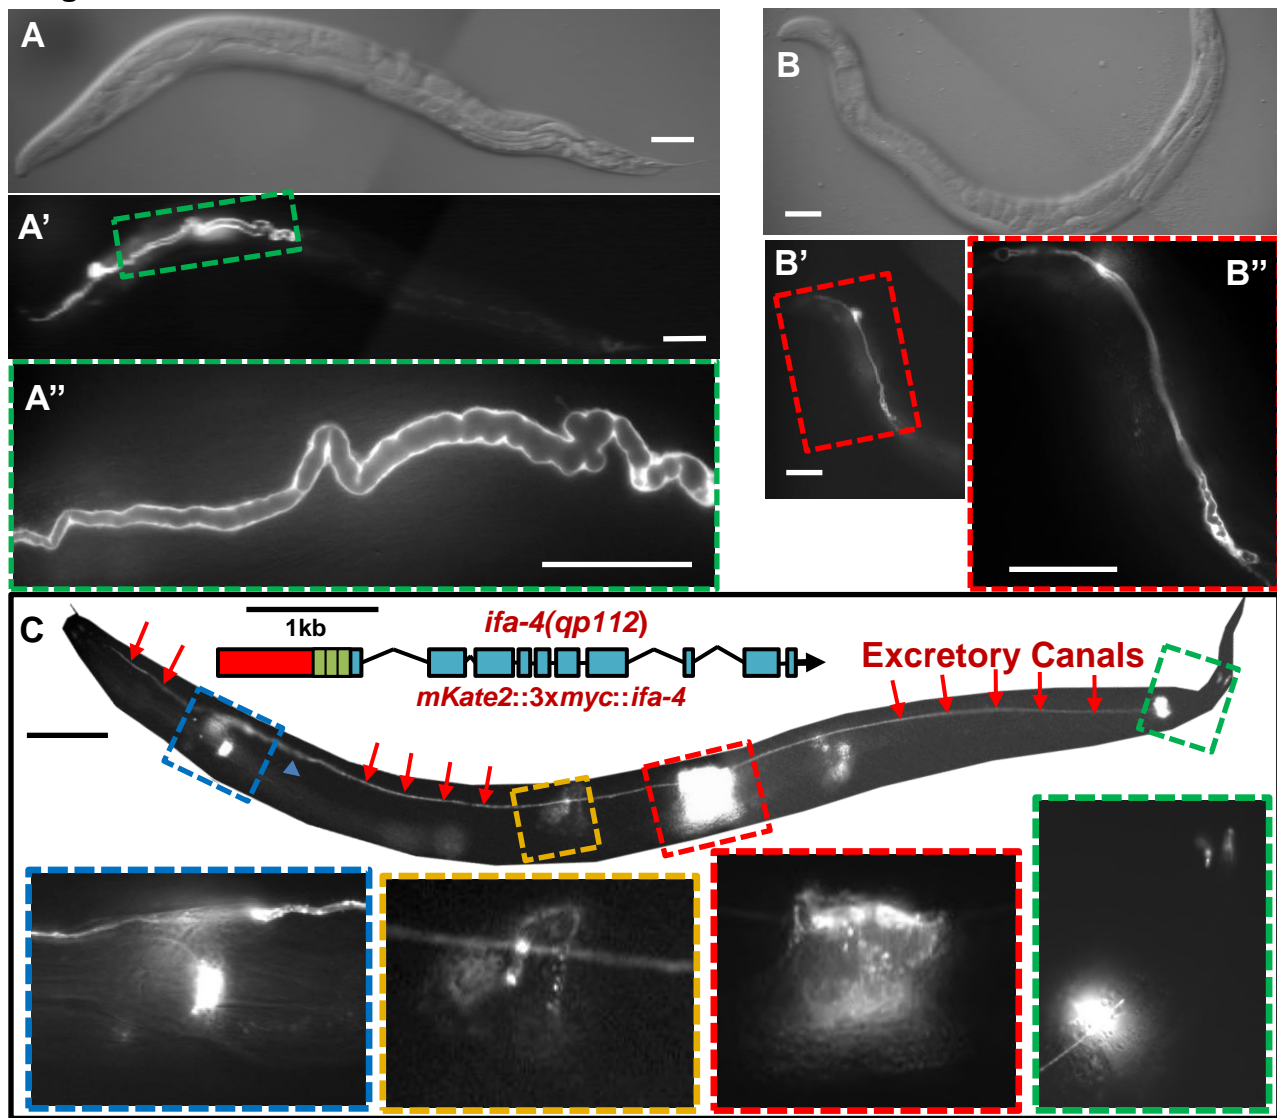 A
B
A’
B’
B”
A”
C
1kb
ifa-4(qp112)
mKate2::3xmyc::ifa-4
Excretory Canals